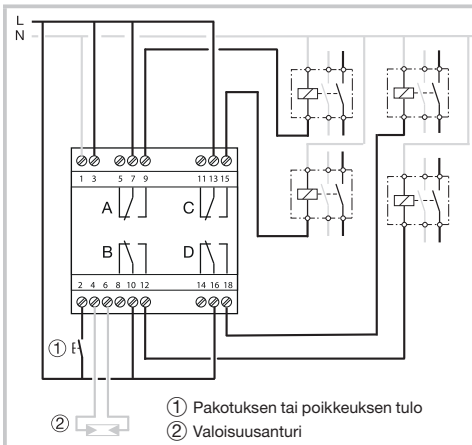 L
N
1 3 5 7 9 11 13 15
A C
B D
2 4 6 8 10 12 14 16 18
①
②
① Pakotuksen tai poikkeuksen tulo
② Valoisuusanturi